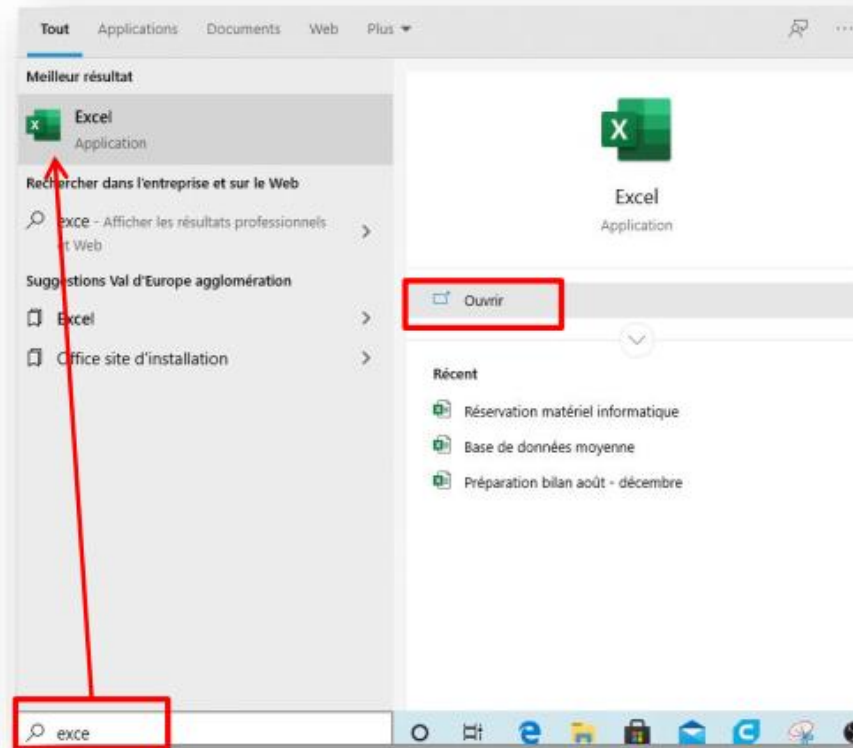 Tout Applications Documents Web Plus
Meilleur résultat
Excel
Application
Rechercher dans l'entreprise et sur le Web
exce - Afficher les résultats professionnels
et Web
Suggestions Val d'Europe agglomération
Excel
Office site d'installation
Excel
Application
Ouvrir
Récent
Réservation matériel informatique
Base de données moyenne
Préparation bilan août - décembre
exce